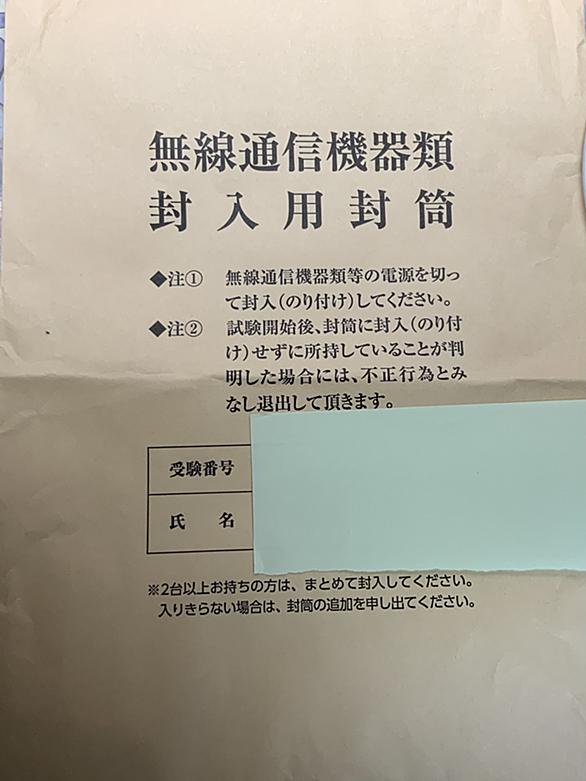 無線通信機器類
封入用封筒
◆注① 無線通信機器類等の電源を切っ
て封入(のり付け)してください。
◆注② 試験開始後、封筒に封入(のり付
け)せずに所持していることが判
明した場合には、不正行為とみ
なし退出して頂きます。
受験番号
氏 名
※2台以上お持ちの方は、まとめて封入してください。
入りきらない場合は、封筒の追加を申し出てください。